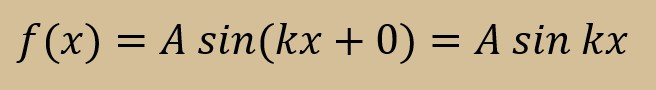 f(x) = A sin(kx + 0) = A sin kx